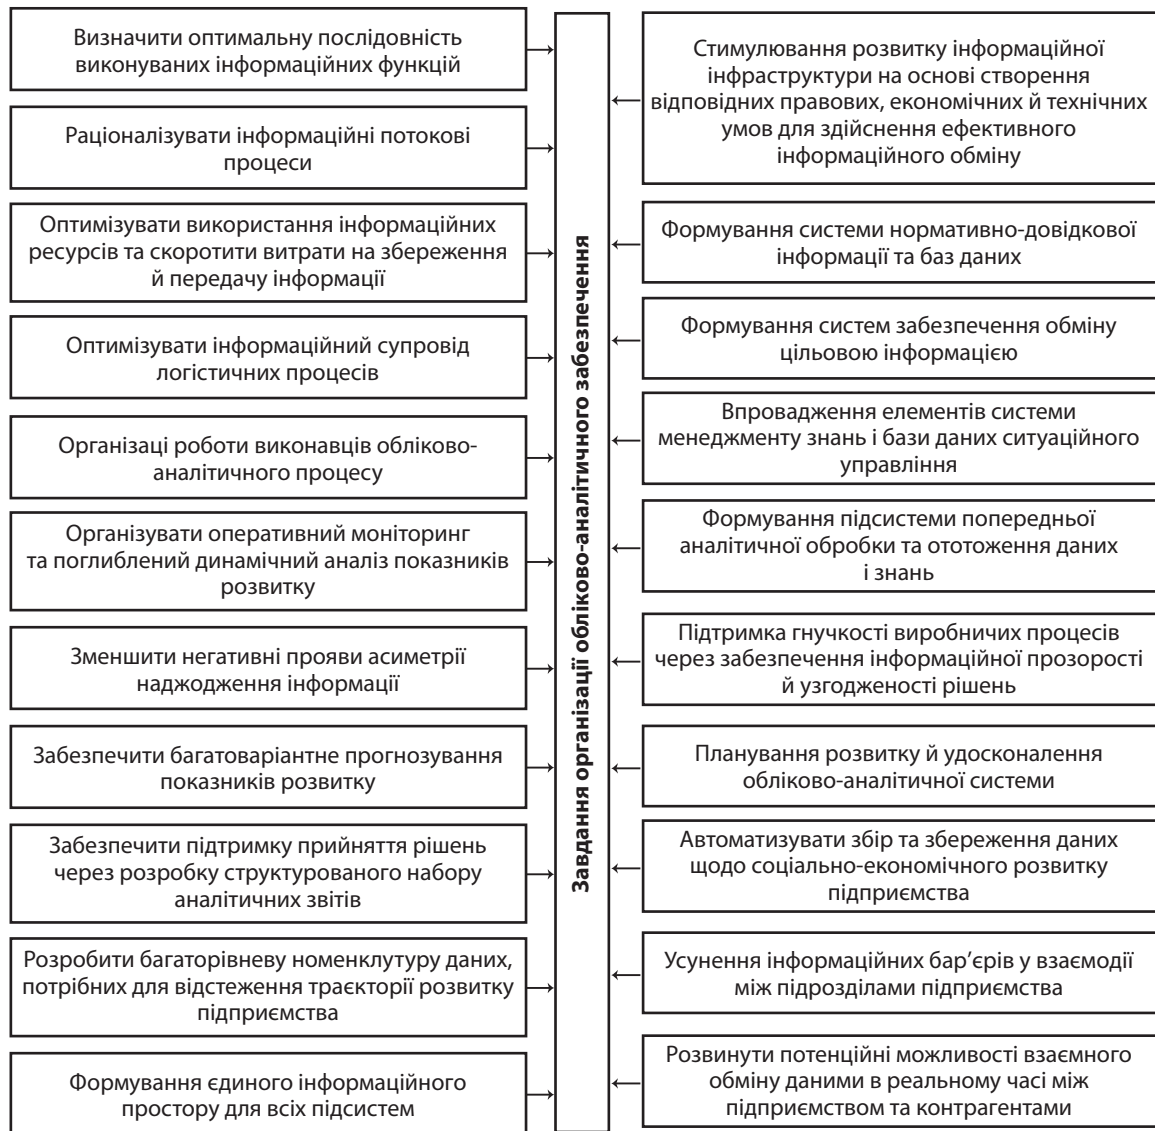 Визначити оптимальну послідовність
виконуваних інформаційних функцій
Раціоналізувати інформаційні потокові
процеси
Оптимізувати використання інформаційних
ресурсів та скоротити витрати на збереження
й передачу інформації
Оптимізувати інформаційний супровід
логістичних процесів
Організаці роботи виконавців обліково-
аналітичного процесу
Організувати оперативний моніторинг
та поглиблений динамічний аналіз показників
розвитку
Зменшити негативні прояви асиметрії
наджодження інформації
Забезпечити багатоваріантне прогнозування
показників розвитку
Забезпечити підтримку прийняття рішень
через розробку структурованого набору
аналітичних звітів
Розробити багаторівневу номенклутуру даних,
потрібних для відстеження траєкторії розвитку
підприємства
Формування єдиного інформаційного
простору для всіх підсистем
Завдання організації обліково-аналітичного забезпечення
Стимулювання розвитку інформаційної
інфраструктури на основі створення
відповідних правових, економічних й технічних
умов для здійснення ефективного
інформаційного обміну
Формування системи нормативно-довідкової
інформації та баз даних
Формування систем забезпечення обміну
цільовою інформацією
Впровадження елементів системи
менеджменту знань і бази даних ситуаційного
управління
Формування підсистеми попередньої
аналітичної обробки та ототоження даних
і знань
Підтримка гнучкості виробничих процесів
через забезпечення інформаційної прозорості
й узгодженості рішень
Планування розвитку й удосконалення
обліково-аналітичної системи
Автоматизувати збір та збереження даних
щодо соціально-економічного розвитку
підприємства
Усунення інформаційних бар’єрів у взаємодії
між підрозділами підприємства
Розвинути потенційні можливості взаємного
обміну даними в реальному часі між
підприємством та контрагентами